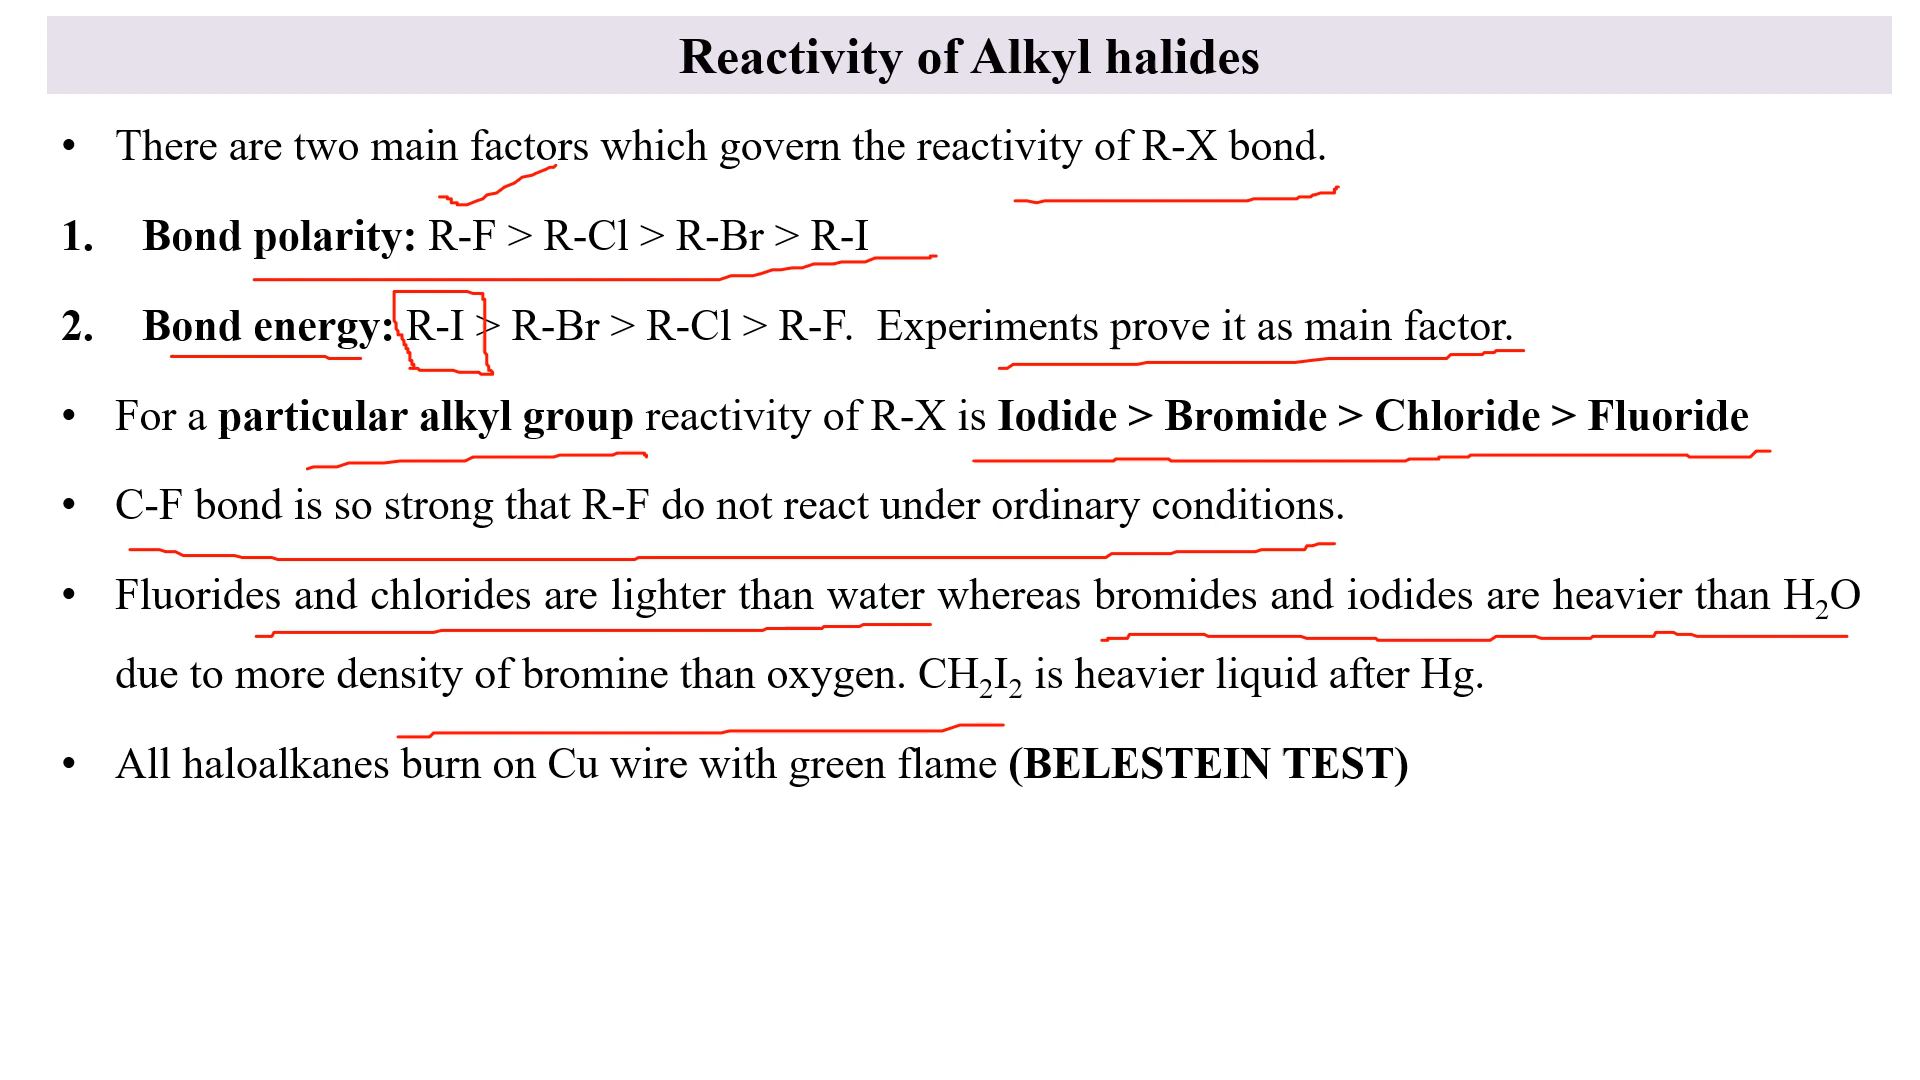 Reactivity of Alkyl halides
• There are two main factors which govern the reactivity of R-X bond.
1. Bond polarity: R-F > R-Cl > R-Br > R-I
2. Bond energy: R-I > R-Br > R-Cl > R-F. Experiments prove it as main factor.
• For a particular alkyl group reactivity of R-X is Iodide > Bromide > Chloride > Fluoride
• C-F bond is so strong that R-F do not react under ordinary conditions.
• Fluorides and chlorides are lighter than water whereas bromides and iodides are heavier than H₂O
due to more density of bromine than oxygen. CH₂I₂ is heavier liquid after Hg.
• All haloalkanes burn on Cu wire with green flame (BELESTEIN TEST)